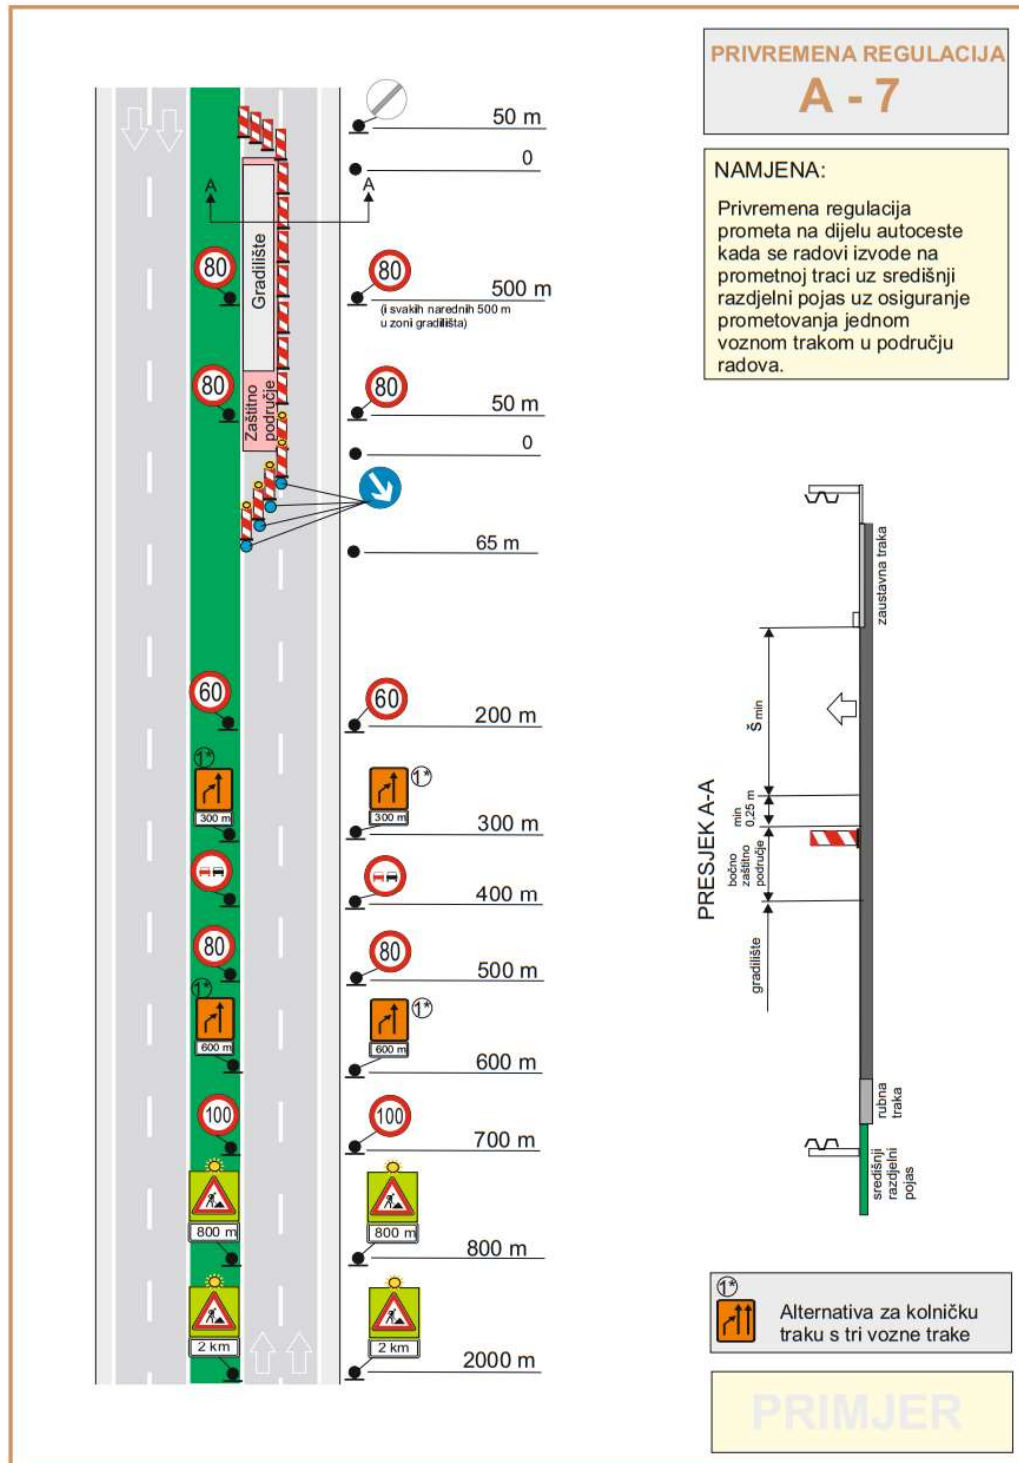 PRIVREMENA REGULACIJA
A - 7
NAMJENA:
Privremena regulacija
prometa na dijelu autoceste
kada se radovi izvode na
prometnoj traci uz središnji
razdjelni pojas uz osiguranje
prometovanja jednom
voznom trakom u području
radova.
50 m
0
A
A
Gradilište
80
80
500 m
(i svakih narednih 500 m
u zoni gradilišta)
80
Zaštitno
područje
80
50 m
0
65 m
60
60
200 m
1*
1*
300 m
300 m
300 m
400 m
80
80
500 m
1*
1*
600 m
600 m
600 m
100
100
700 m
800 m
800 m
800 m
2 km
2 km
2000 m
PRESJEK A-A
zaustavna traka
Š min
min
0,25 m
bočno
zaštitno
područje
gradilište
rubna
traka
središnji
razdjelni
pojas
1*
Alternativa za kolničku
traku s tri vozne trake
PRIMJER